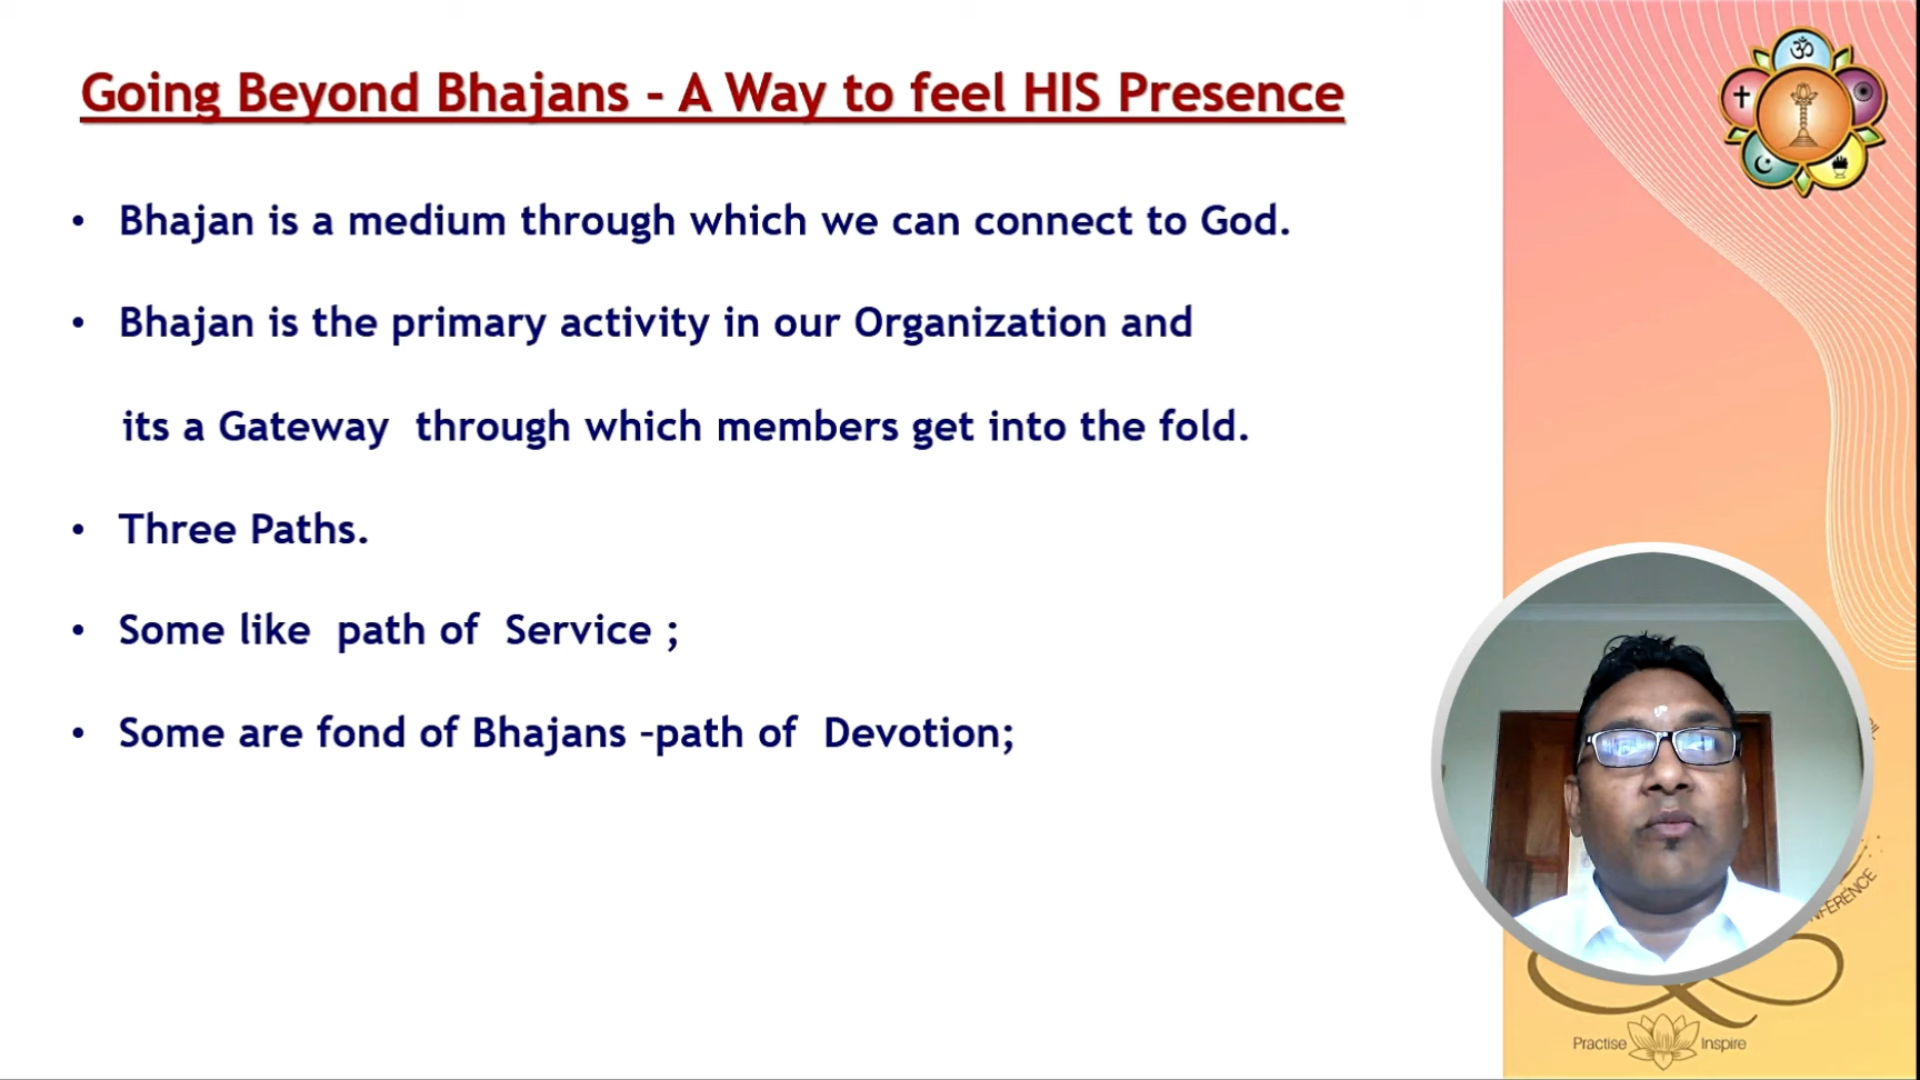 Going Beyond Bhajans - A Way to feel HIS Presence
• Bhajan is a medium through which we can connect to God.
• Bhajan is the primary activity in our Organization and
its a Gateway through which members get into the fold.
• Three Paths.
• Some like path of Service ;
• Some are fond of Bhajans –path of Devotion;
ॐ
Practise Inspire